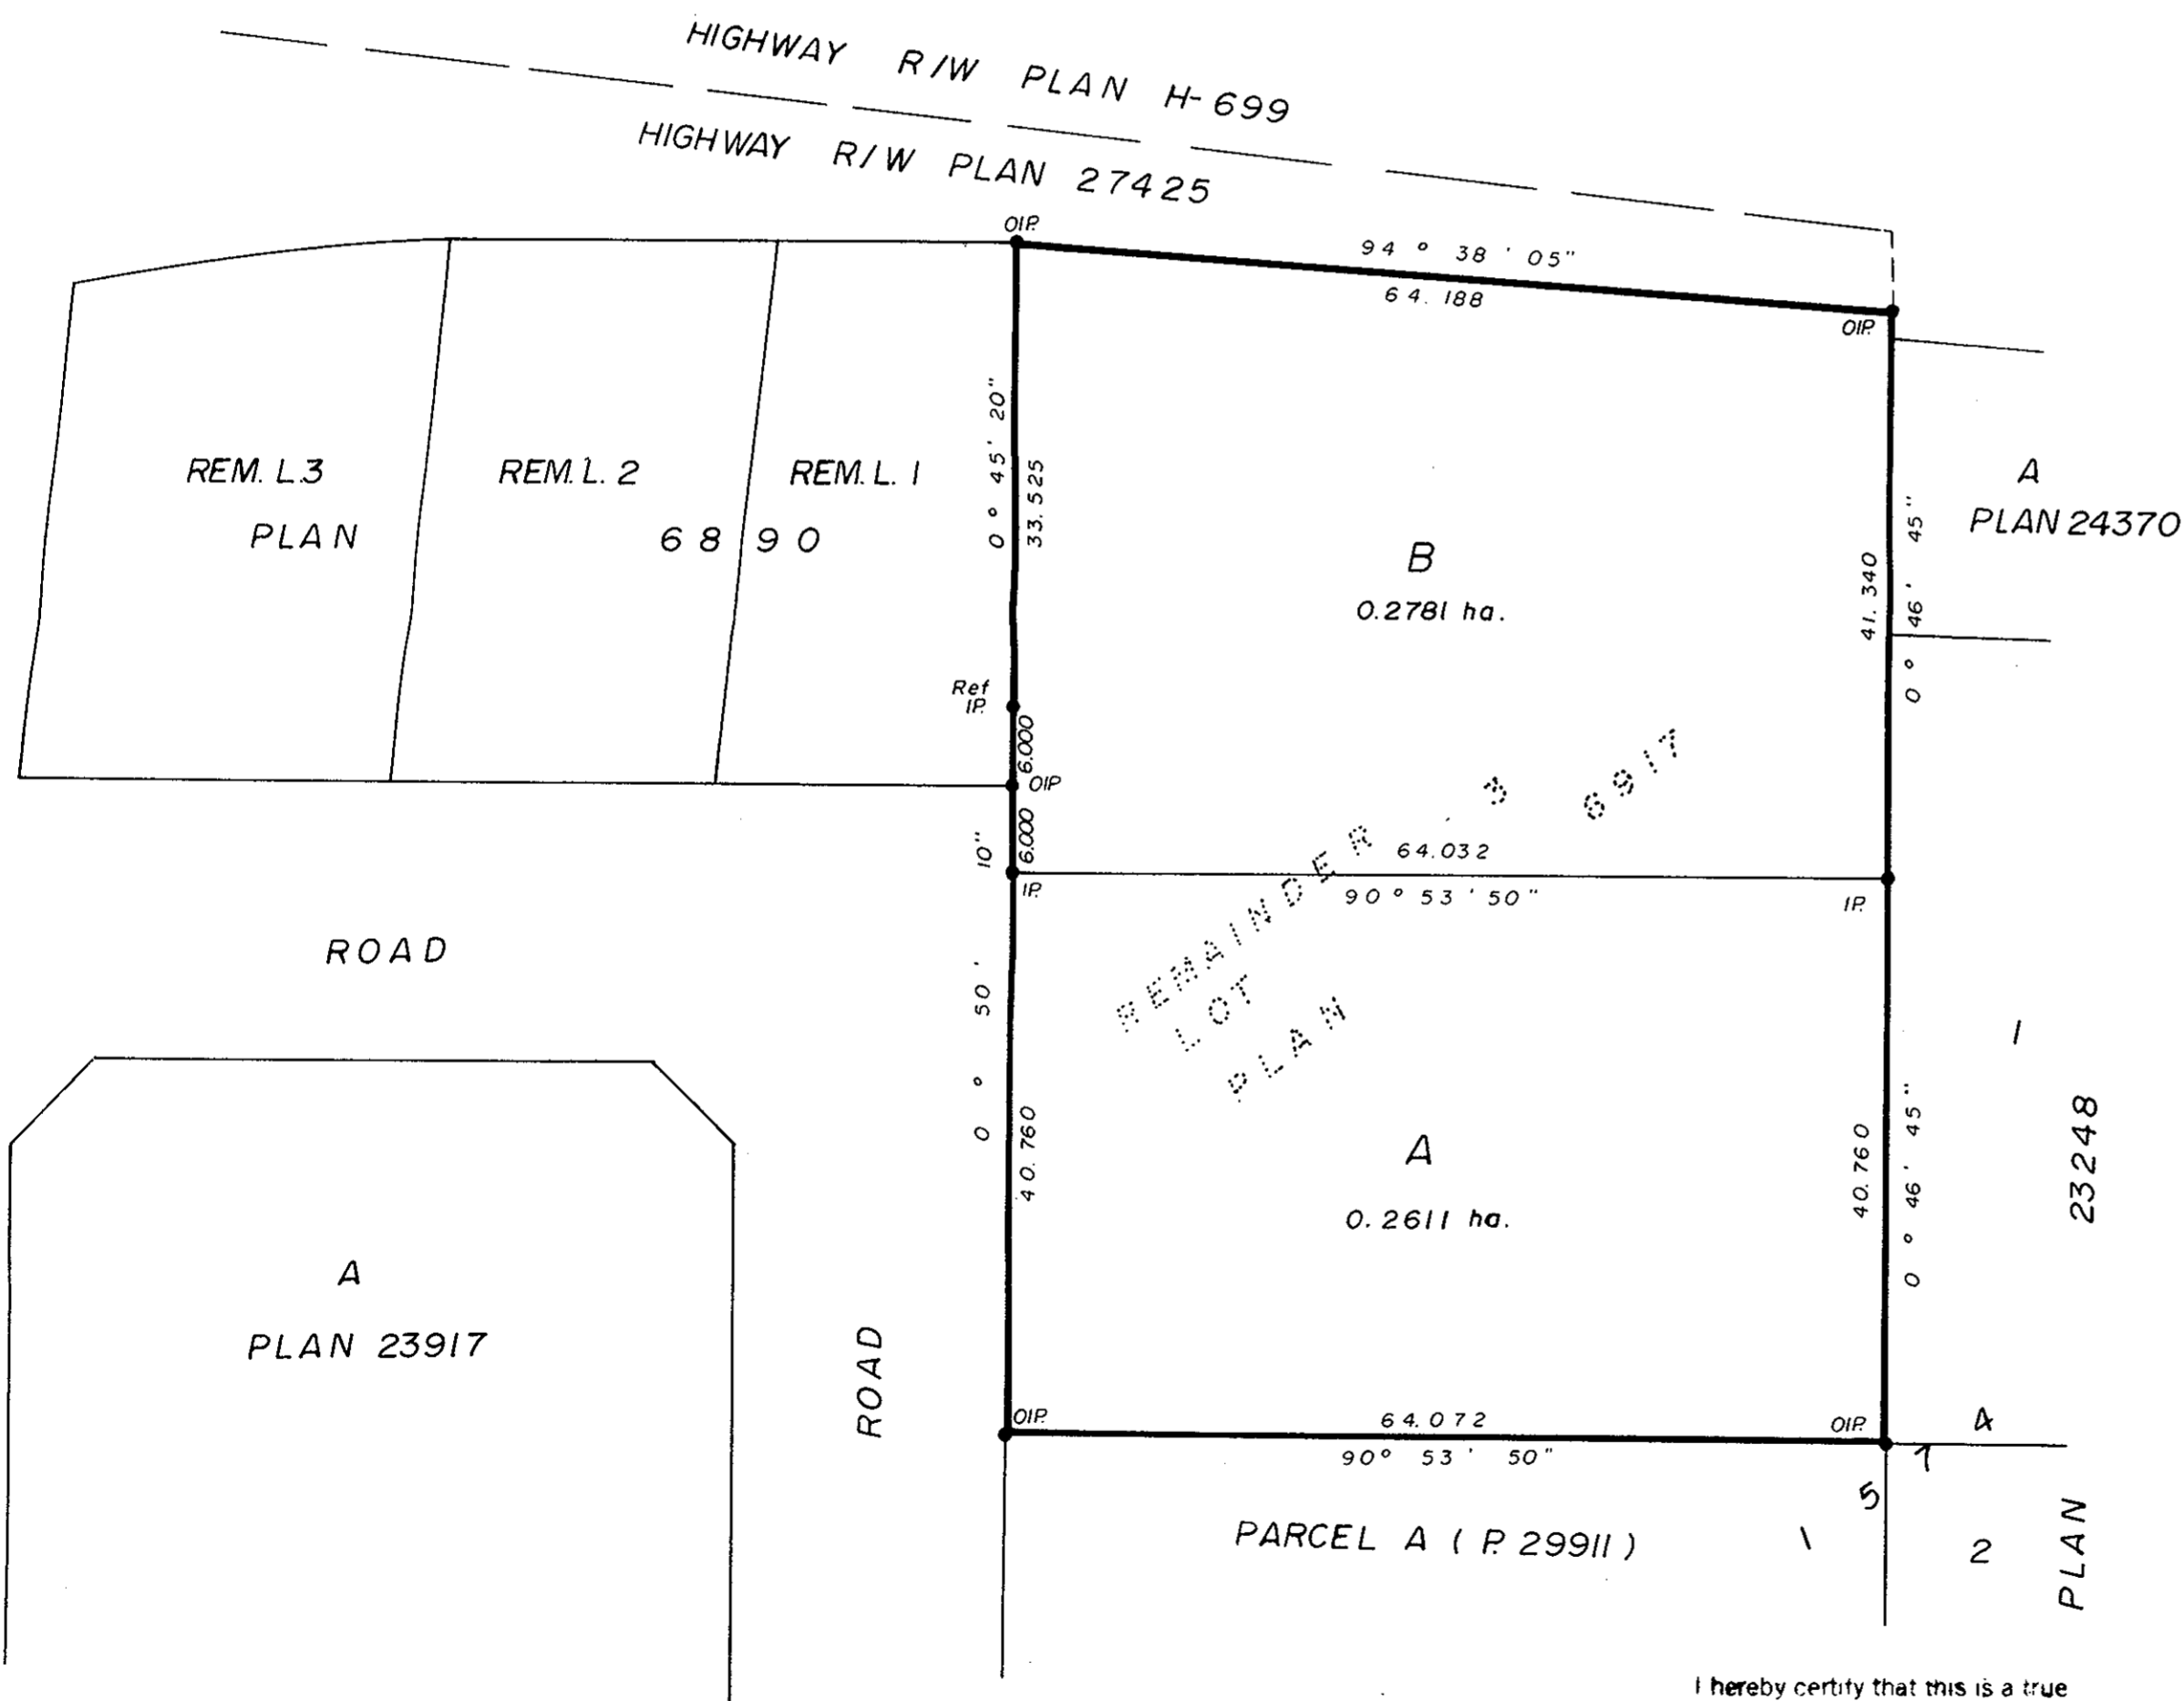 HIGHWAY R/W PLAN H-699
HIGHWAY R/W PLAN 27425
OIP.
94° 38' 05"
64.188
OIP.
REM. L.3
REM. L. 2
REM. L. 1
PLAN 6890
0° 45' 20"
33.525
A
PLAN 24370
B
0.2781 ha.
41.340
0° 46' 45"
Ref
IP.
6.000
OIP
6.000
IP.
64.032
90° 53' 50"
IP.
REMAINDER
LOT 3
PLAN 6917
ROAD
0° 50' 10"
40.760
A
0.2611 ha.
40.760
0° 46' 45"
1
23248
A
PLAN 23917
ROAD
OIP.
64.072
OIP.
90° 53' 50"
4
7
5
PARCEL A ( P. 29911 )
1
2
PLAN
I hereby certify that this is a true